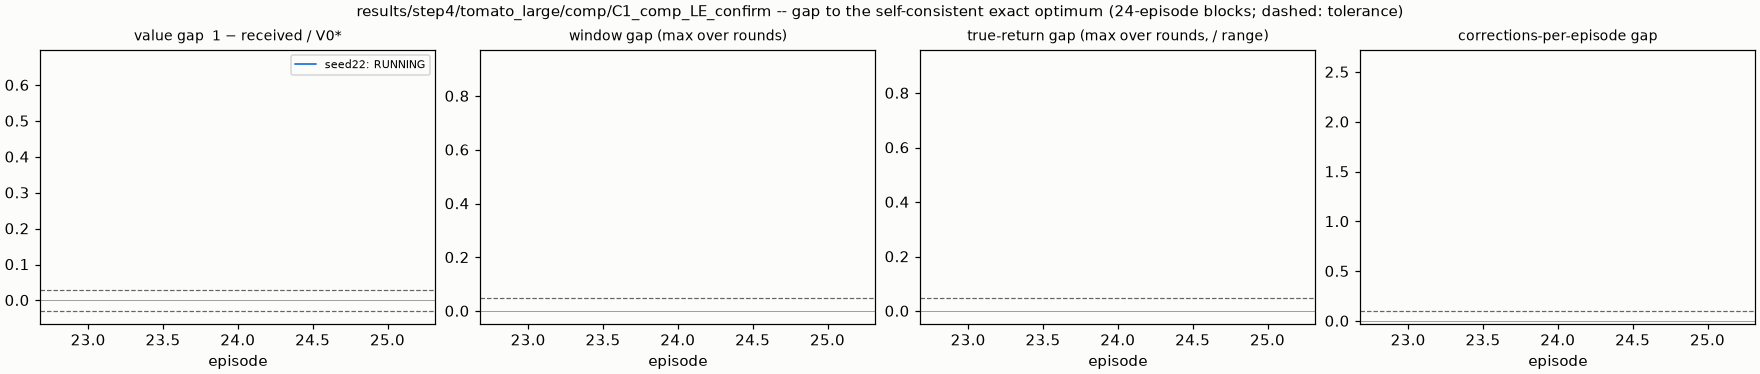 results/step4/tomato_large/comp/C1_comp_LE_confirm -- gap to the self-consistent exact optimum (24-episode blocks; dashed: tolerance)
value gap  1 − received / V0*
seed22: RUNNING
0.6
0.5
0.4
0.3
0.2
0.1
0.0
23.0 23.5 24.0 24.5 25.0
episode
window gap (max over rounds)
0.8
0.6
0.4
0.2
0.0
23.0 23.5 24.0 24.5 25.0
episode
true-return gap (max over rounds, / range)
0.8
0.6
0.4
0.2
0.0
23.0 23.5 24.0 24.5 25.0
episode
corrections-per-episode gap
2.5
2.0
1.5
1.0
0.5
0.0
23.0 23.5 24.0 24.5 25.0
episode